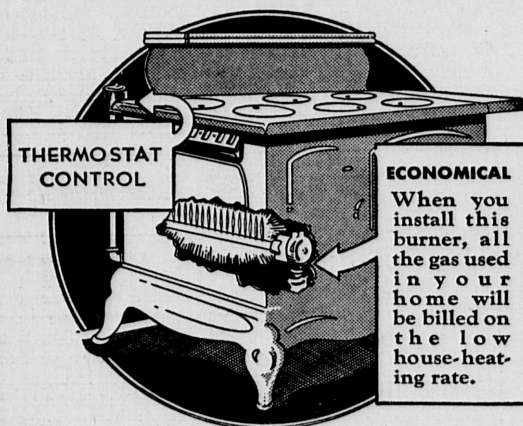 THERMOSTAT
CONTROL
ECONOMICAL
When you
install this
burner, all
the gas used
in your
home will
be billed on
the low
house-heat-
ing rate.